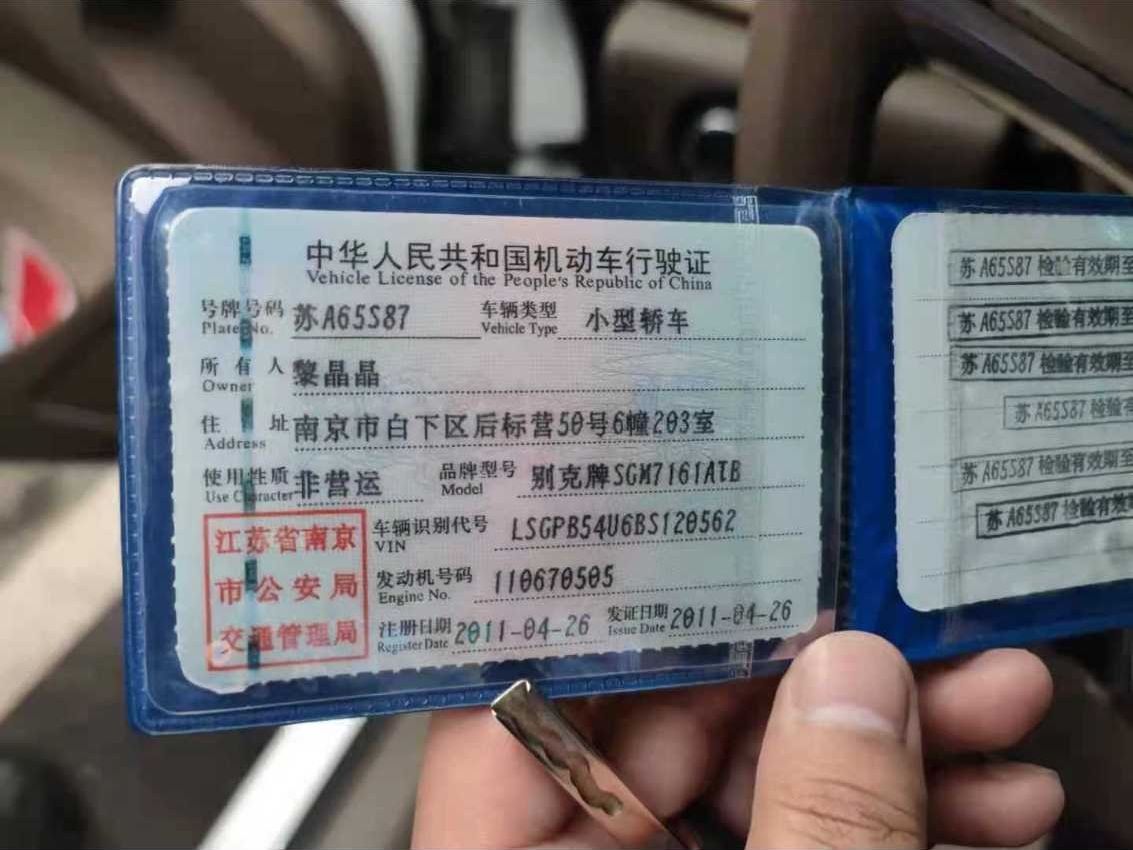 中华人民共和国机动车行驶证
Vehicle License of the People's Republic of China
号牌号码 苏A65S87 车辆类型 小型轿车
Plate No. Vehicle Type
所有人 黎晶晶
Owner
住址 南京市白下区后标营50号6幢203室
Address
使用性质 非营运 品牌型号 别克牌SGM7161ATB
Use Character Model
车辆识别代号 LSGPB54U6BS120562
VIN
发动机号码 110670505
Engine No.
注册日期 2011-04-26 发证日期 2011-04-26
Register Date Issue Date
江苏省南京
市公安局
交通管理局
苏A65S87 检验有效期至
苏A65S87 检验有效期至
苏A65S87 检验有效期至
苏A65S87 检验有
苏A65S87 检验有效期至
苏A65S87 检验有效